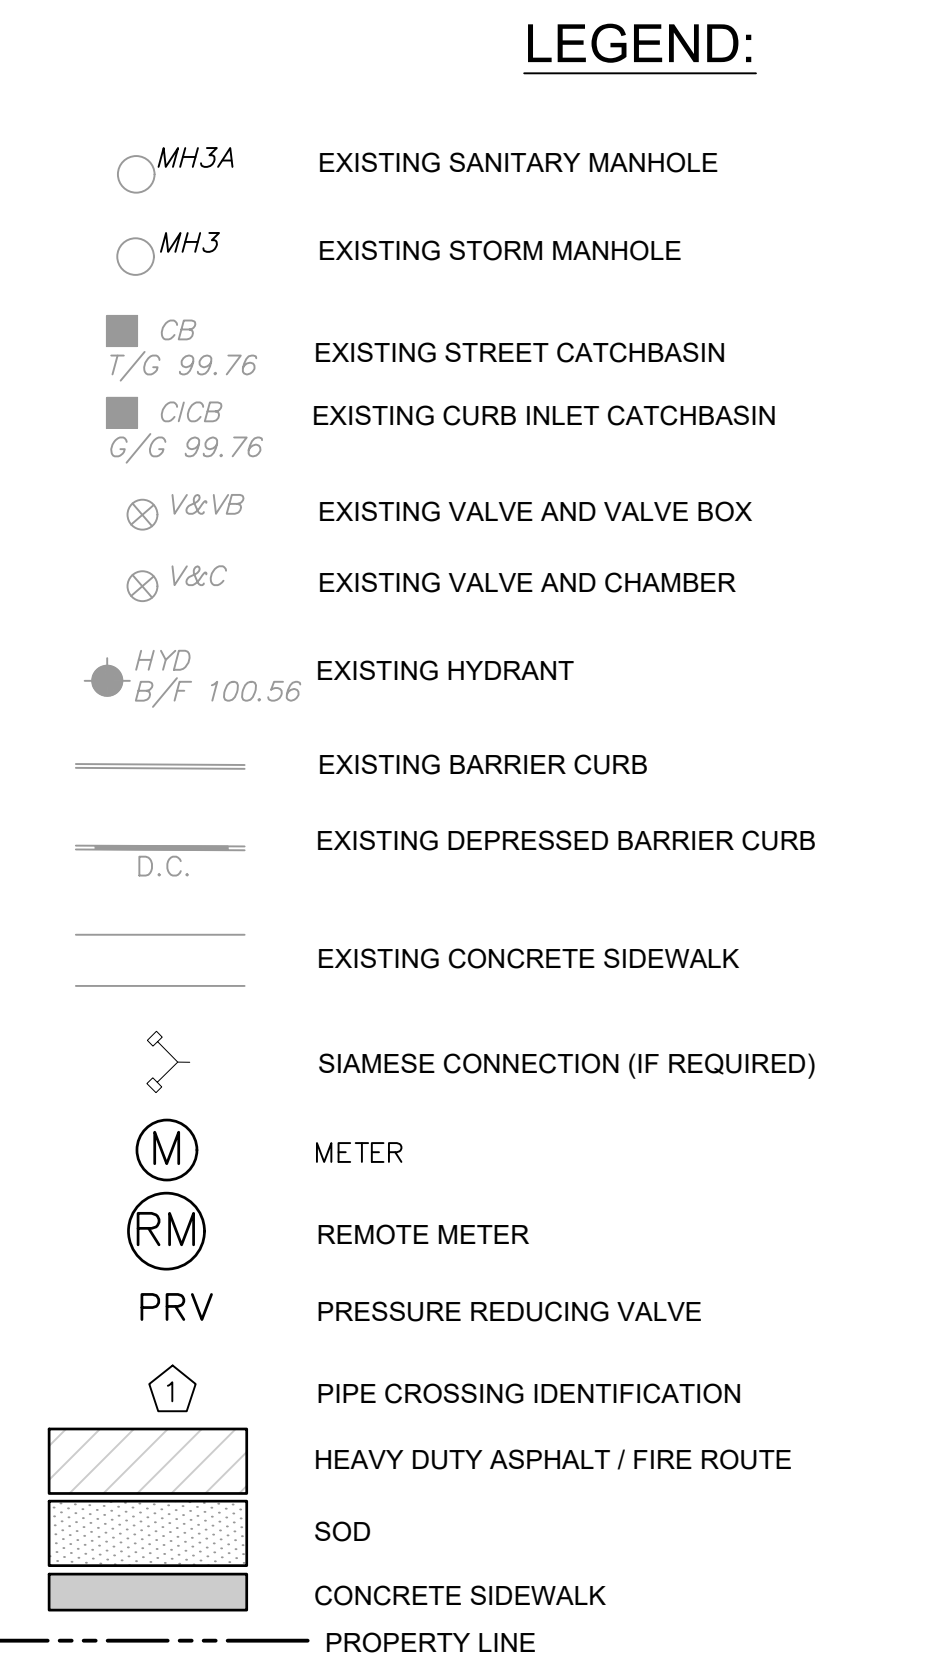 LEGEND:
MH3A EXISTING SANITARY MANHOLE
MH3 EXISTING STORM MANHOLE
CB
T/G 99.76 EXISTING STREET CATCHBASIN
CICB EXISTING CURB INLET CATCHBASIN
G/G 99.76
V&VB EXISTING VALVE AND VALVE BOX
V&C EXISTING VALVE AND CHAMBER
HYD EXISTING HYDRANT
B/F 100.56
EXISTING BARRIER CURB
EXISTING DEPRESSED BARRIER CURB
D.C.
EXISTING CONCRETE SIDEWALK
SIAMESE CONNECTION (IF REQUIRED)
M METER
RM REMOTE METER
PRV PRESSURE REDUCING VALVE
1 PIPE CROSSING IDENTIFICATION
HEAVY DUTY ASPHALT / FIRE ROUTE
SOD
CONCRETE SIDEWALK
PROPERTY LINE